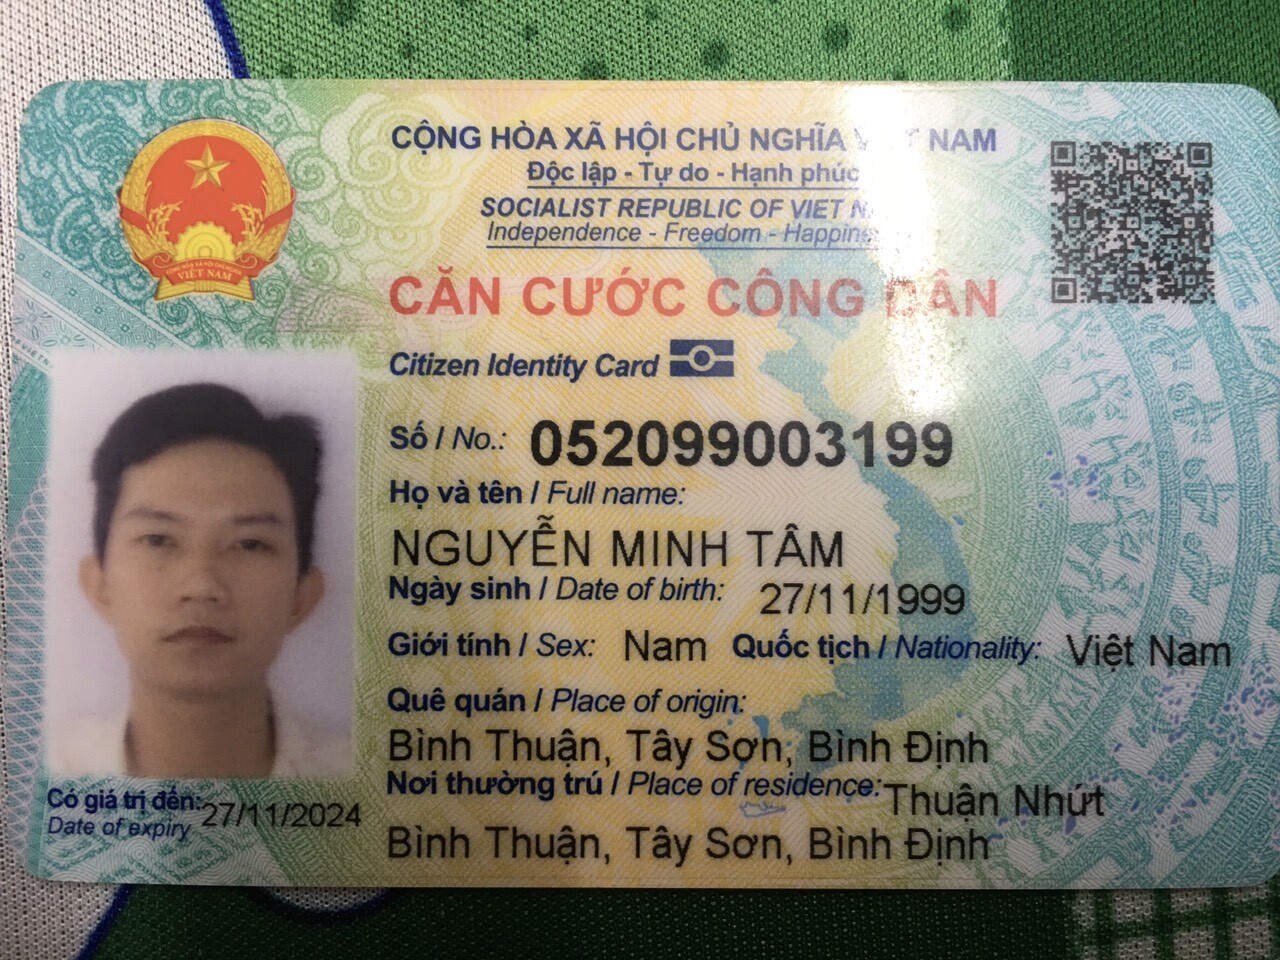 CỘNG HÒA XÃ HỘI CHỦ NGHĨA NAM
Độc lập - Tự do - Hạnh phúc
SOCIALIST REPUBLIC OF VIET
Independence - Freedom -
CĂN CƯỚC CÔNG DÂN
Citizen Identity Card
VIỆT NAM
Số / No.: 052099003199
Họ và tên / Full name:
NGUYỄN MINH TÂM
Ngày sinh / Date of birth: 27/11/1999
Giới tính / Sex: Nam Quốc tịch / Nationality: Việt Nam
Quê quán / Place of origin:
Bình Thuận, Tây Sơn, Bình Định
Nơi thường trú / Place of residence: Thuận Nhứt
Bình Thuận, Tây Sơn, Bình Định
Có giá trị đến: 27/11/2024
Date of expiry